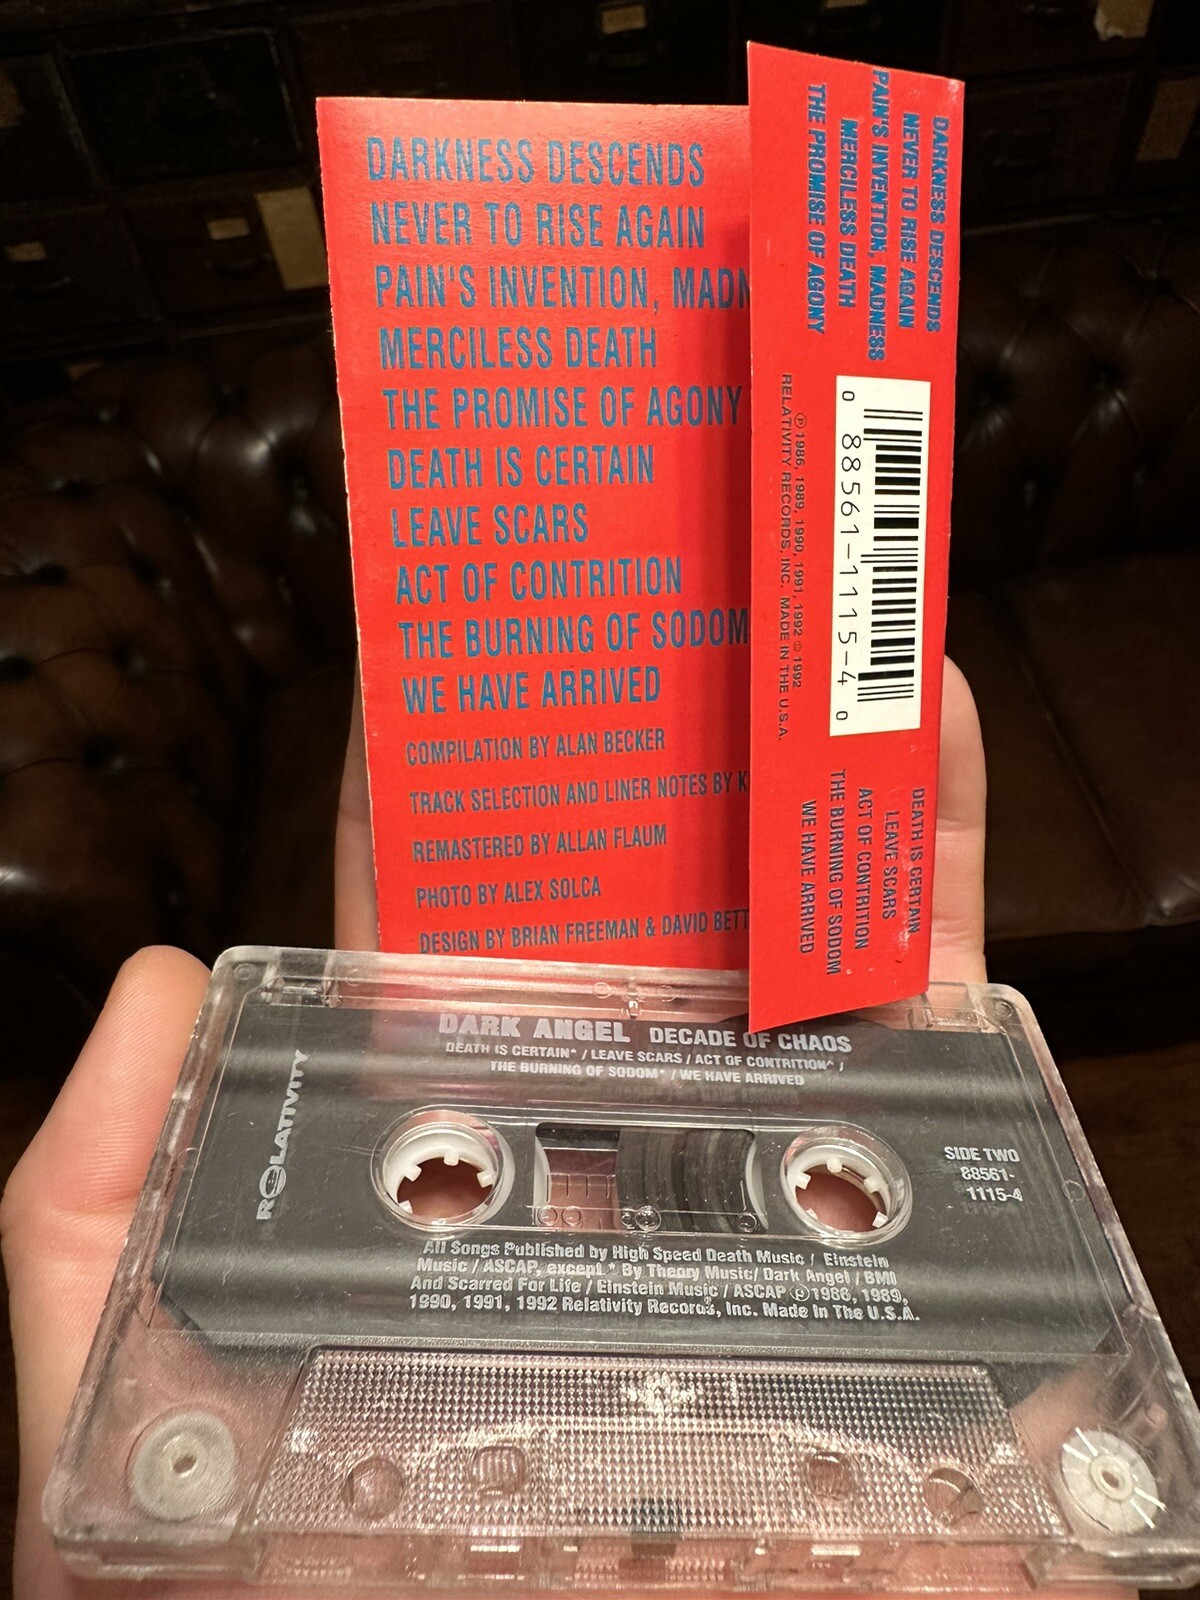 DARKNESS DESCENDS
NEVER TO RISE AGAIN
PAIN'S INVENTION, MADN
MERCILESS DEATH
THE PROMISE OF AGONY
DEATH IS CERTAIN
LEAVE SCARS
ACT OF CONTRITION
THE BURNING OF SODOM
WE HAVE ARRIVED
COMPILATION BY ALAN BECKER
TRACK SELECTION AND LINER NOTES BY K
REMASTERED BY ALLAN FLAUM
PHOTO BY ALEX SOLCA
DESIGN BY BRIAN FREEMAN & DAVID BETT
DARKNESS DESCENDS
NEVER TO RISE AGAIN
PAIN'S INVENTION, MADNESS
MERCILESS DEATH
THE PROMISE OF AGONY
0 88561-1115-4 0
℗ 1986, 1989, 1990, 1991, 1992 © 1992
RELATIVITY RECORDS, INC. MADE IN THE U.S.A.
DEATH IS CERTAIN
LEAVE SCARS
ACT OF CONTRITION
THE BURNING OF SODOM
WE HAVE ARRIVED
DARK ANGEL DECADE OF CHAOS
DEATH IS CERTAIN* / LEAVE SCARS / ACT OF CONTRITION^ /
THE BURNING OF SODOM* / WE HAVE ARRIVED
RELATIVITY
SIDE TWO
88561-
1115-4
All Songs Published by High Speed Death Music / Einstein
Music / ASCAP, except * By Theory Music/ Dark Angel / BMI
And Scarred For Life / Einstein Music / ASCAP ℗1986, 1989,
1990, 1991, 1992 Relativity Records, Inc. Made In The U.S.A.